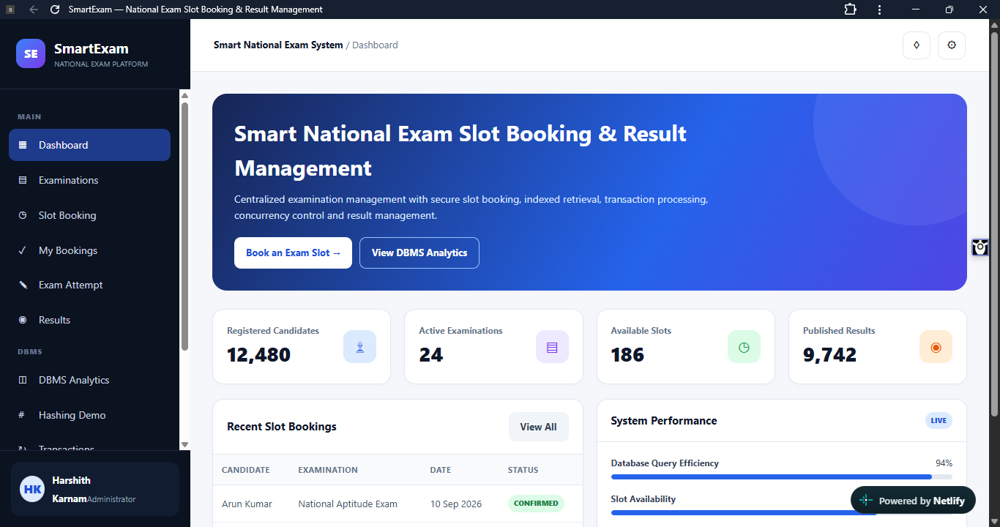 SmartExam — National Exam Slot Booking & Result Management
SE
SmartExam
NATIONAL EXAM PLATFORM
MAIN
Dashboard
Examinations
Slot Booking
My Bookings
Exam Attempt
Results
DBMS
DBMS Analytics
# Hashing Demo
Transactions
HK
Harshith
Karnam Administrator
Smart National Exam System / Dashboard
Smart National Exam Slot Booking & Result
Management
Centralized examination management with secure slot booking, indexed retrieval, transaction processing,
concurrency control and result management.
Book an Exam Slot →
View DBMS Analytics
Registered Candidates
12,480
Active Examinations
24
Available Slots
186
Published Results
9,742
Recent Slot Bookings
View All
CANDIDATE EXAMINATION DATE STATUS
Arun Kumar National Aptitude Exam 10 Sep 2026 CONFIRMED
System Performance
LIVE
Database Query Efficiency 94%
Slot Availability
Powered by Netlify